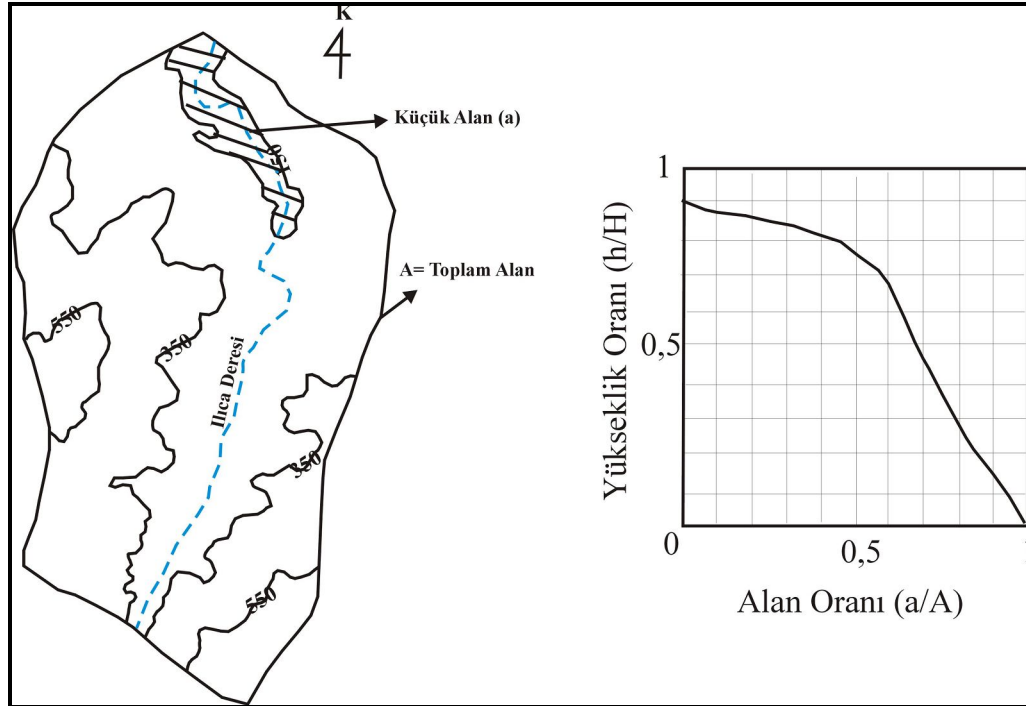 K
Küçük Alan (a)
150
A= Toplam Alan
550
350
Ilıca Deresi
350
550
1
Yükseklik Oranı (h/H)
0,5
0
0,5
Alan Oranı (a/A)